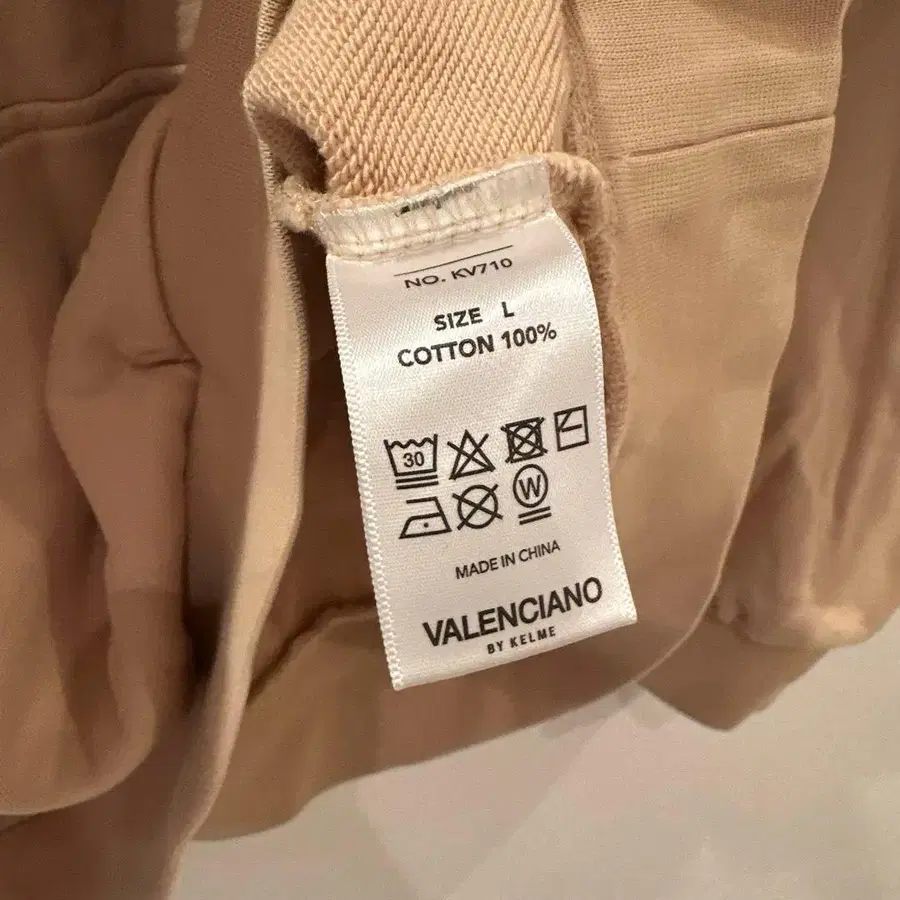 NO. KV710
SIZE L
COTTON 100%
30
W
MADE IN CHINA
VALENCIANO
BY KELME